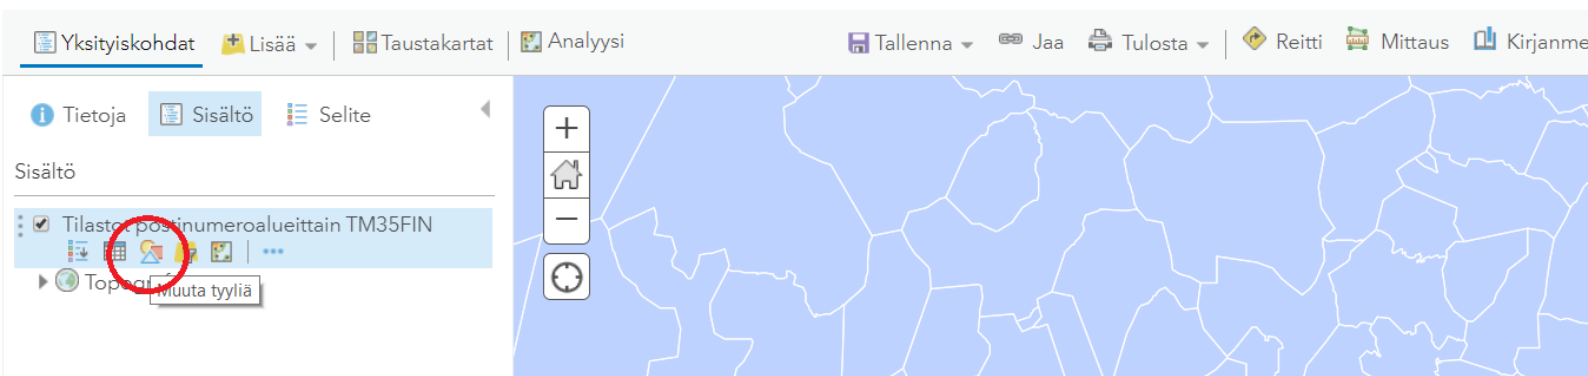 Yksityiskohdat Lisää Taustakartat Analyysi Tallenna Jaa Tulosta Reitti Mittaus Kirjanme
Tietoja Sisältö Selite
Sisältö
Tilastot postinumeroalueittain TM35FIN
Muuta tyyliä